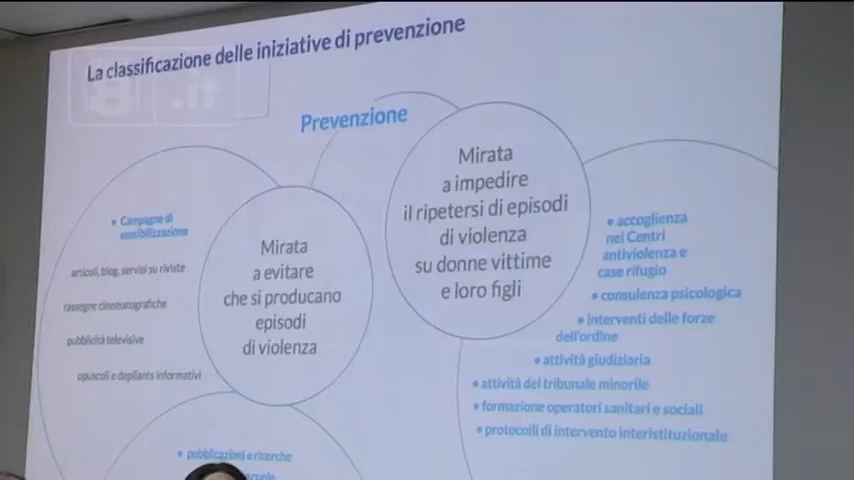 La classificazione delle iniziative di prevenzione
8 .it
Prevenzione
Mirata
a impedire
il ripetersi di episodi
di violenza
su donne vittime
e loro figli
• Campagne di
sensibilizzazione
articoli, blog, servizi su riviste
rassegne cinematografiche
pubblicità televisive
opuscoli e depliants informativi
Mirata
a evitare
che si producano
episodi
di violenza
• accoglienza
nei Centri
antiviolenza e
case rifugio
• consulenza psicologica
• interventi delle forze
dell'ordine
• attività giudiziaria
• attività del tribunale minorile
• formazione operatori sanitari e sociali
• protocolli di intervento interistituzionale
• pubblicazioni e ricerche